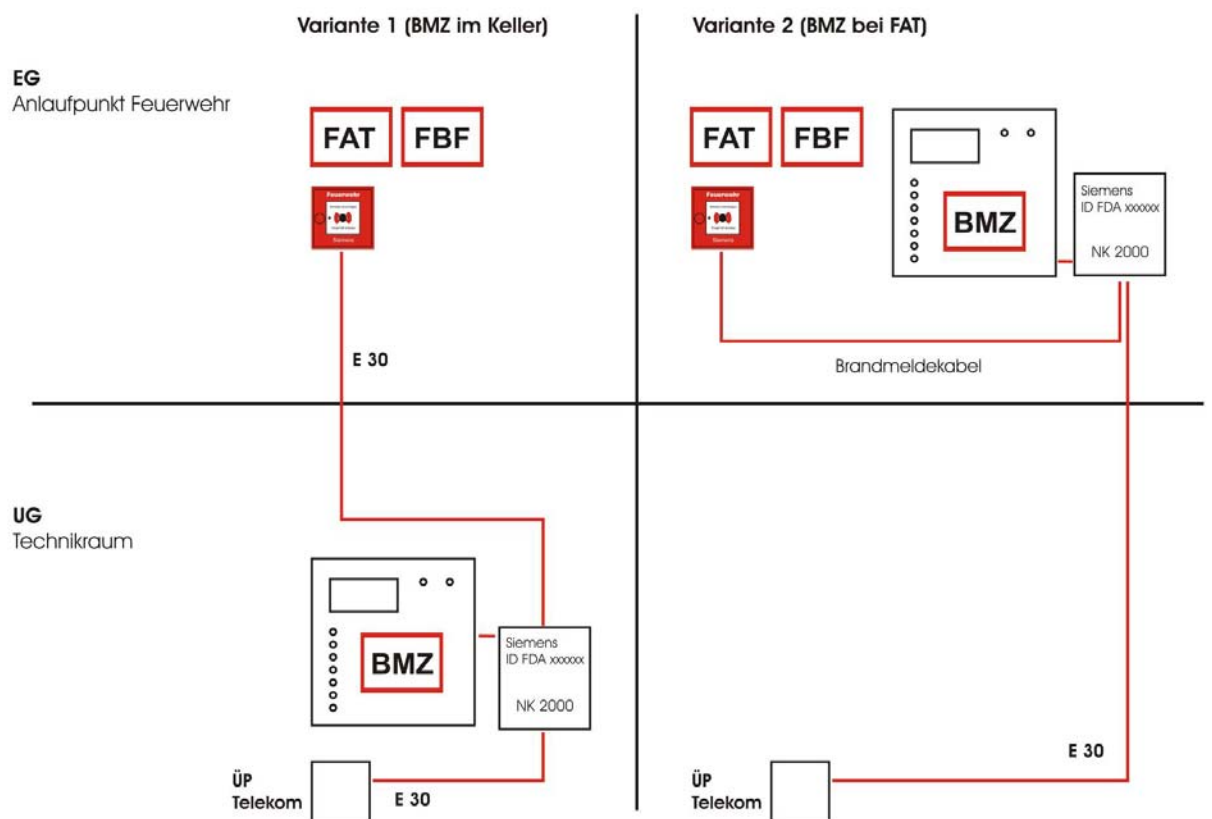 Variante 1 (BMZ im Keller)
Variante 2 (BMZ bei FAT)
EG
Anlaufpunkt Feuerwehr
FAT
FBF
Feuerwehr
Siemens
E 30
FAT
FBF
Feuerwehr
Siemens
BMZ
Siemens
ID FDA xxxxxx
NK 2000
Brandmeldekabel
UG
Technikraum
BMZ
Siemens
ID FDA xxxxxx
NK 2000
ÜP
Telekom
E 30
ÜP
Telekom
E 30